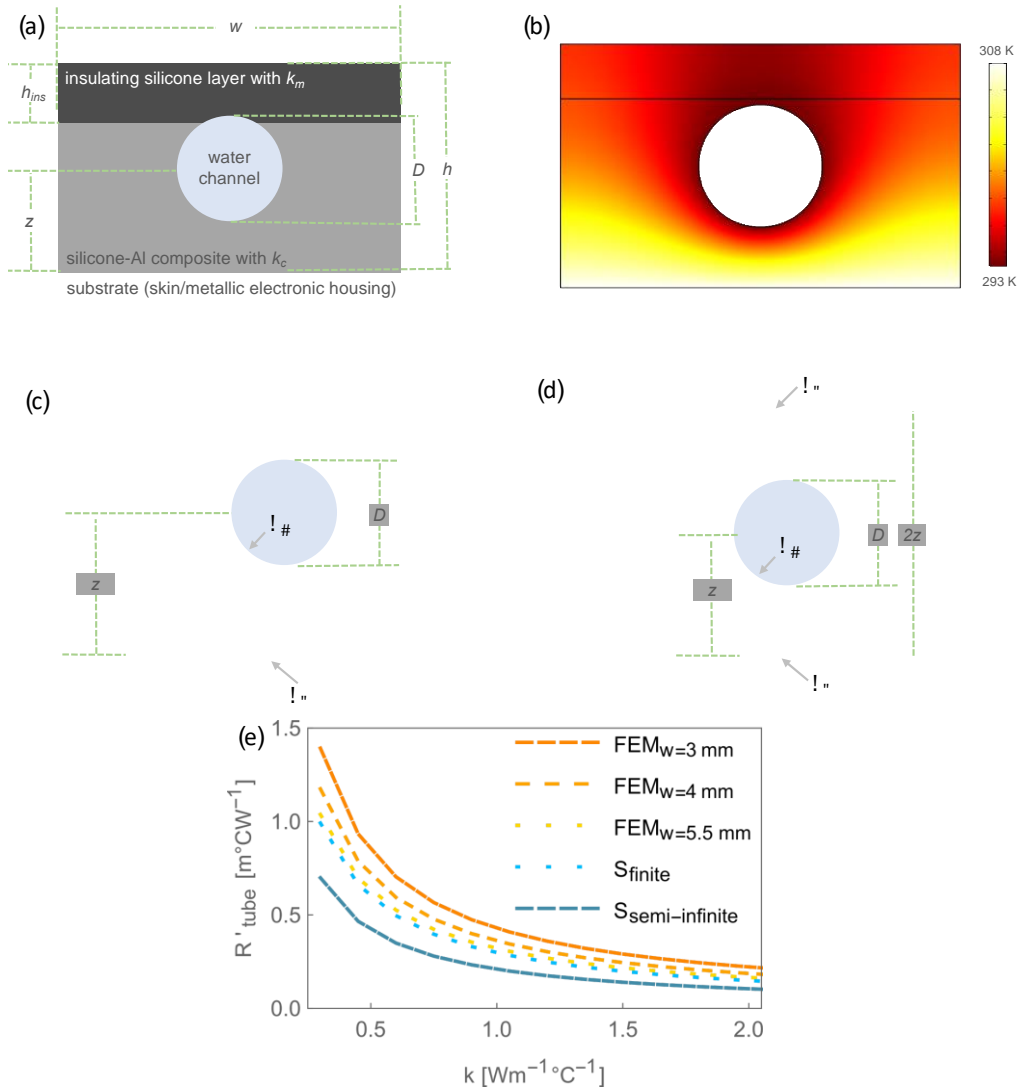 (a)
w
insulating silicone layer with k_m
h_ins
water
channel
D
h
z
silicone-Al composite with k_c
substrate (skin/metallic electronic housing)
(b)
308 K
293 K
(c)
D
! #
z
! "
(d)
! "
D
2z
! #
z
! "
(e)
1.5
1.0
0.5
0.0
R'tube [m°CW⁻¹]
FEM_w=3 mm
FEM_w=4 mm
FEM_w=5.5 mm
S_finite
S_semi-infinite
0.5
1.0
1.5
2.0
k [Wm⁻¹°C⁻¹]